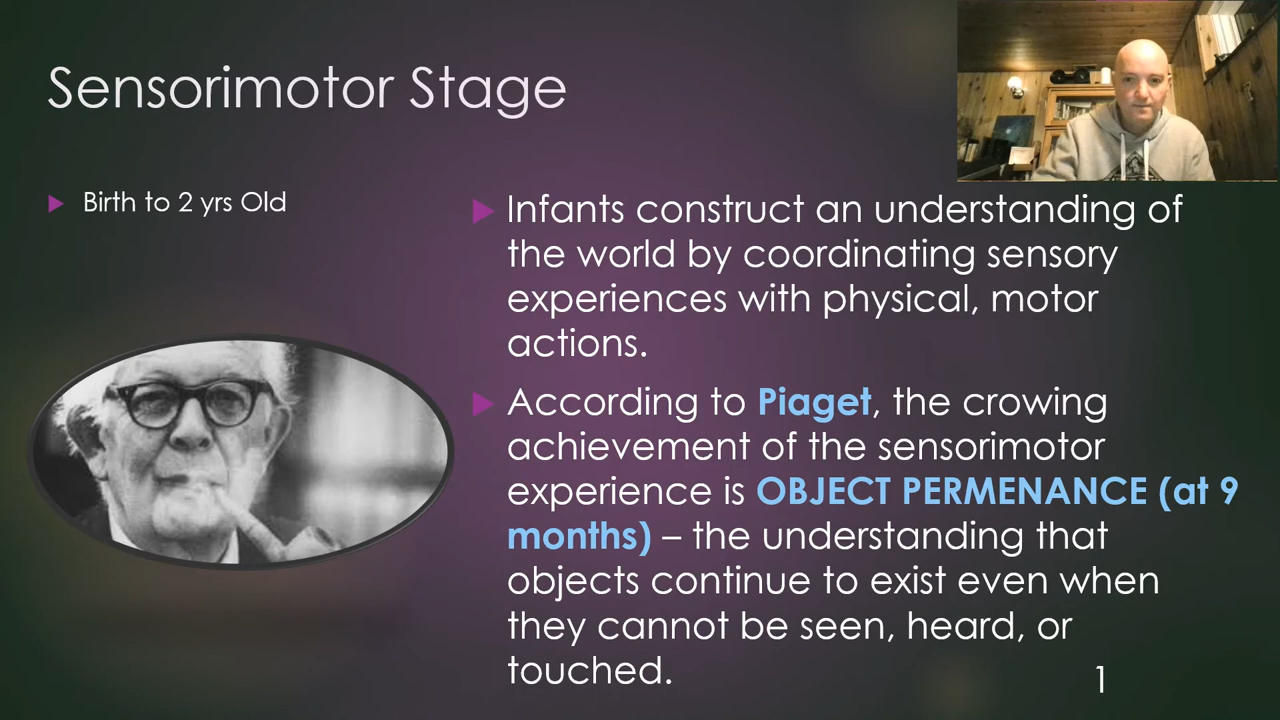 Sensorimotor Stage
Birth to 2 yrs Old
Infants construct an understanding of
the world by coordinating sensory
experiences with physical, motor
actions.
According to Piaget, the crowing
achievement of the sensorimotor
experience is OBJECT PERMENANCE (at 9
months) – the understanding that
objects continue to exist even when
they cannot be seen, heard, or
touched.
1